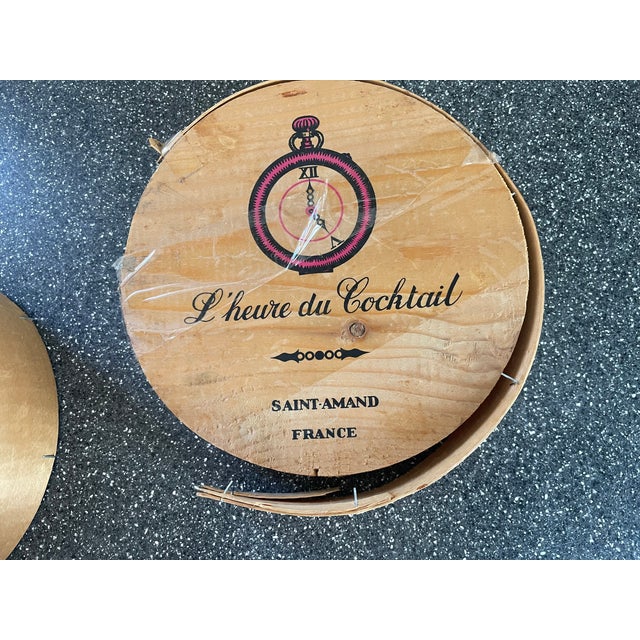 XII
V
L'heure du Cocktail
SAINT-AMAND
FRANCE